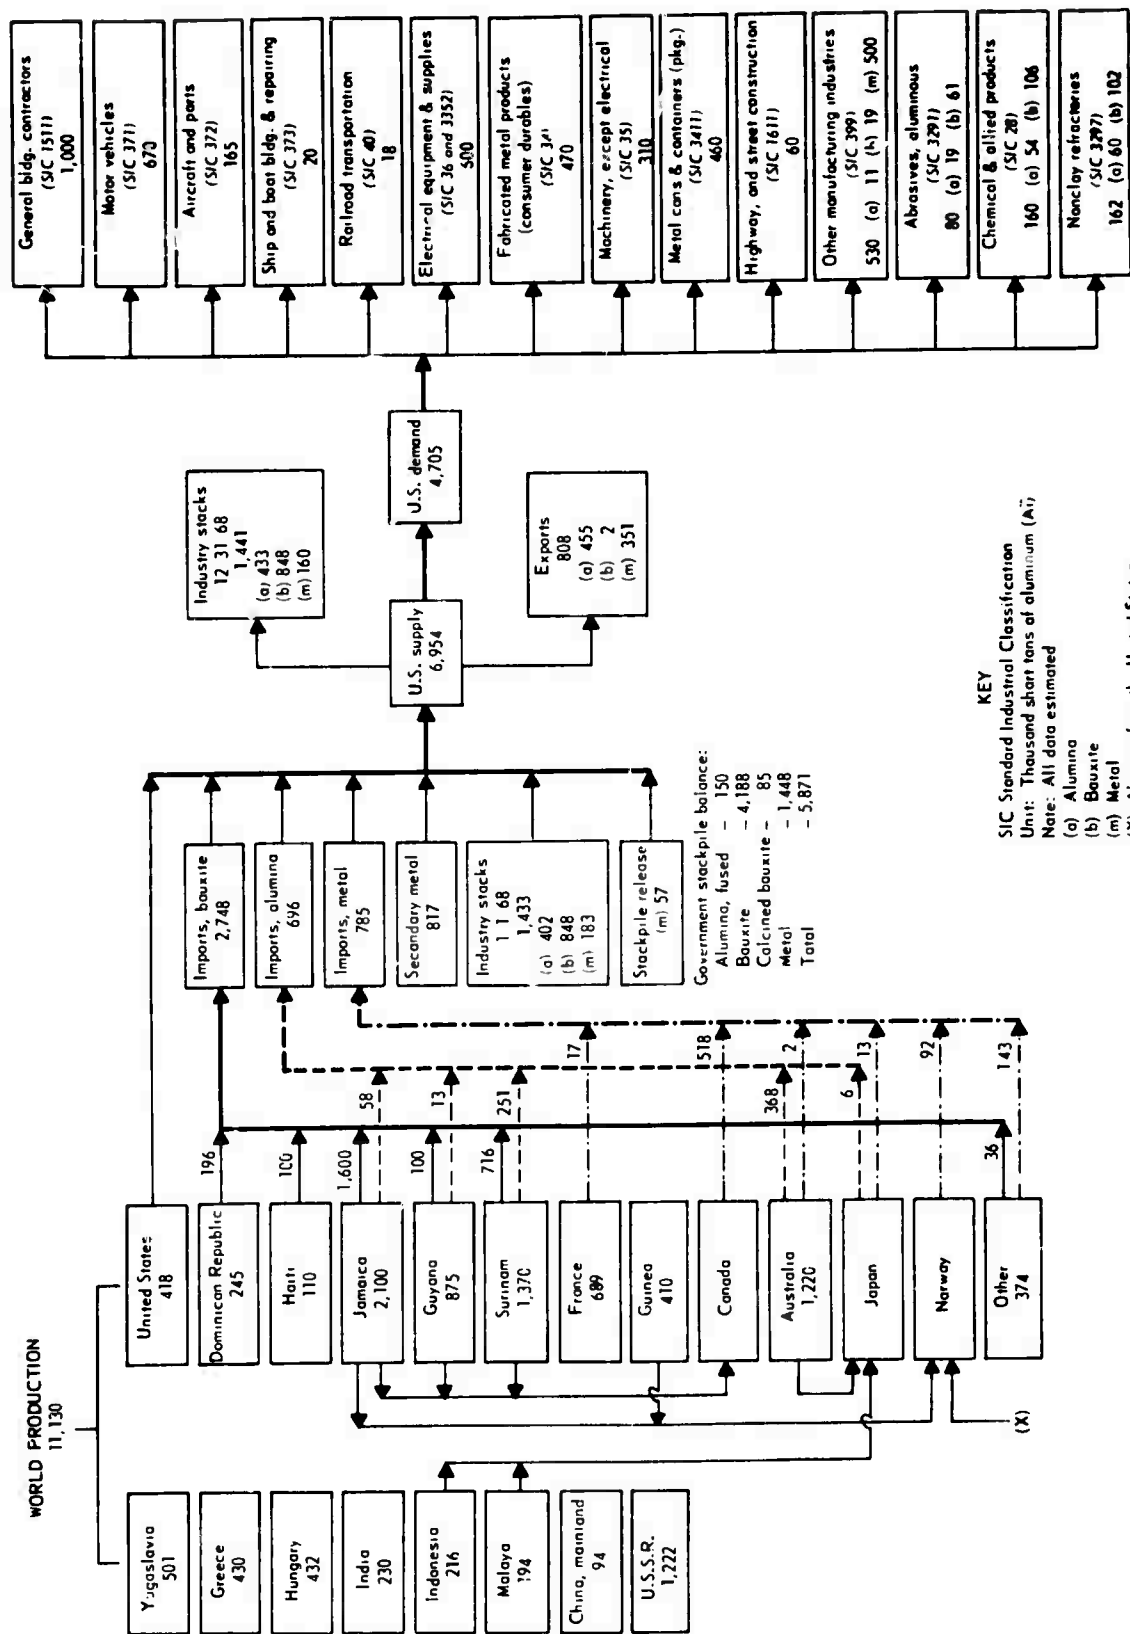 WORLD PRODUCTION
11,130
Yugoslavia
501
Greece
430
Hungary
432
India
230
Indonesia
216
Malaya
194
China, mainland
94
U.S.S.R.
1,222
United States
418
Dominican Republic
245
Haiti
110
Jamaica
2,100
Guyana
875
Surinam
1,370
France
689
Guinea
410
Canada
Australia
1,220
Japan
Norway
Other
374
(X)
196
100
1,600
58
100
13
716
251
17
518
368
2
6
13
92
36
143
Imports, bauxite
2,748
Imports, alumina
696
Imports, metal
785
Secondary metal
817
Industry stacks
1 1 68
1,433
(a) 402
(b) 848
(m) 183
Stackpile release
(m) 57
Government stackpile balance:
Alumina, fused – 150
Bauxite – 4,188
Calcined bauxite – 85
Metal – 1,448
Total – 5,871
U.S. supply
6,954
Industry stacks
12 31 68
1,441
(a) 433
(b) 848
(m) 160
Exports
808
(a) 455
(b) 2
(m) 351
U.S. demand
4,705
General bldg. contractors
(SIC 1511)
1,000
Motor vehicles
(SIC 371)
670
Aircraft and parts
(SIC 372)
165
Ship and boat bldg. & repairing
(SIC 373)
20
Railroad transportation
(SIC 40)
18
Electrical equipment & supplies
(SIC 36 and 3352)
500
Fabricated metal products
(consumer durables)
(SIC 34)
470
Machinery, except electrical
(SIC 35)
310
Metal cans & containers (pkg.)
(SIC 3411)
460
Highway, and street construction
(SIC 1611)
60
Other manufacturing industries
(SIC 399)
530 (a) 11 (h) 19 (m) 500
Abrasives, aluminous
(SIC 3291)
80 (a) 19 (b) 61
Chemical & allied products
(SIC 28)
160 (a) 54 (b) 106
Nonclay refractories
(SIC 3297)
162 (a) 60 (b) 102
KEY
SIC Standard Industrial Classification
Unit: Thousand short tons of aluminum (Al)
Note: All data estimated
(a) Alumina
(b) Bauxite
(m) Metal